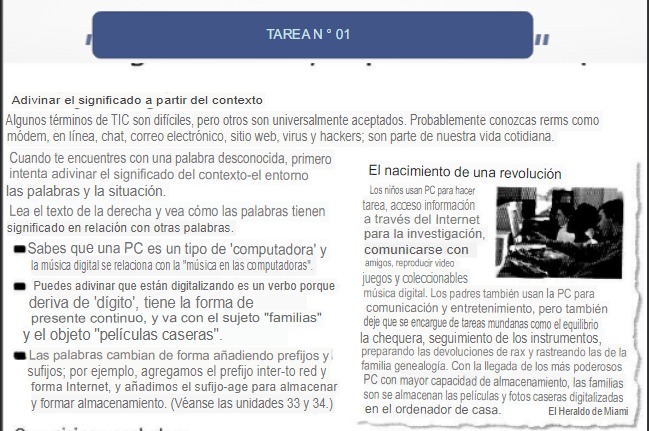 TAREA N ° 01
Adivinar el significado a partir del contexto
Algunos términos de TIC son difíciles, pero otros son universalmente aceptados. Probablemente conozcas rerms como
módem, en línea, chat, correo electrónico, sitio web, virus y hackers; son parte de nuestra vida cotidiana.
Cuando te encuentres con una palabra desconocida, primero
intenta adivinar el significado del contexto-el entorno
las palabras y la situación.
Lea el texto de la derecha y vea cómo las palabras tienen
significado en relación con otras palabras.
Sabes que una PC es un tipo de 'computadora' y
la música digital se relaciona con la "música en las computadoras".
Puedes adivinar que están digitalizando es un verbo porque
deriva de 'dígito', tiene la forma de
presente continuo, y va con el sujeto "familias"
y el objeto "películas caseras".
Las palabras cambian de forma añadiendo prefijos y
sufijos; por ejemplo, agregamos el prefijo inter-to red y
forma Internet, y añadimos el sufijo-age para almacenar
y formar almacenamiento. (Véanse las unidades 33 y 34.)
El nacimiento de una revolución
Los niños usan PC para hacer
tarea, acceso información
a través del Internet
para la investigación,
comunicarse con
amigos, reproducir video
juegos y coleccionables
música digital. Los padres también usan la PC para
comunicación y entretenimiento, pero también
deje que se encargue de tareas mundanas como el equilibrio
la chequera, seguimiento de los instrumentos,
preparando las devoluciones de rax y rastreando las de la
familia genealogía. Con la llegada de los más poderosos
PC con mayor capacidad de almacenamiento, las familias
son se almacenan las películas y fotos caseras digitalizadas
en el ordenador de casa.
El Heraldo de Miami